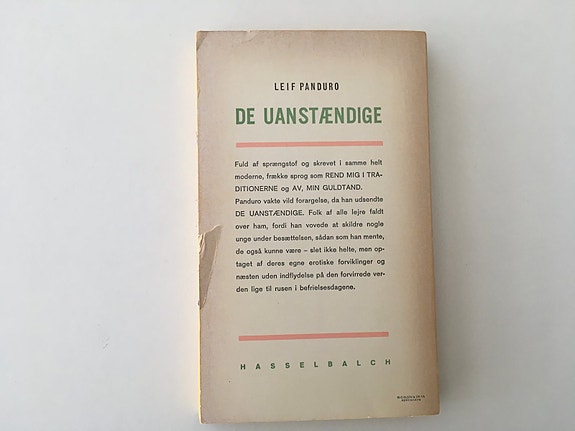 LEIF PANDURO
DE UANSTÆNDIGE
Fuld af sprængstof og skrevet i samme helt
moderne, frække sprog som REND MIG I TRA-
DITIONERNE og AV, MIN GULDTAND.
Panduro vakte vild forargelse, da han udsendte
DE UANSTÆNDIGE. Folk af alle lejre faldt
over ham, fordi han vovede at skildre nogle
unge under besættelsen, sådan som han mente,
de også kunne være – slet ikke helte, men op-
taget af deres egne erotiske forviklinger og
næsten uden indflydelse på den forvirrede ver-
den lige til rusen i befrielsesdagene.
HASSELBALCH